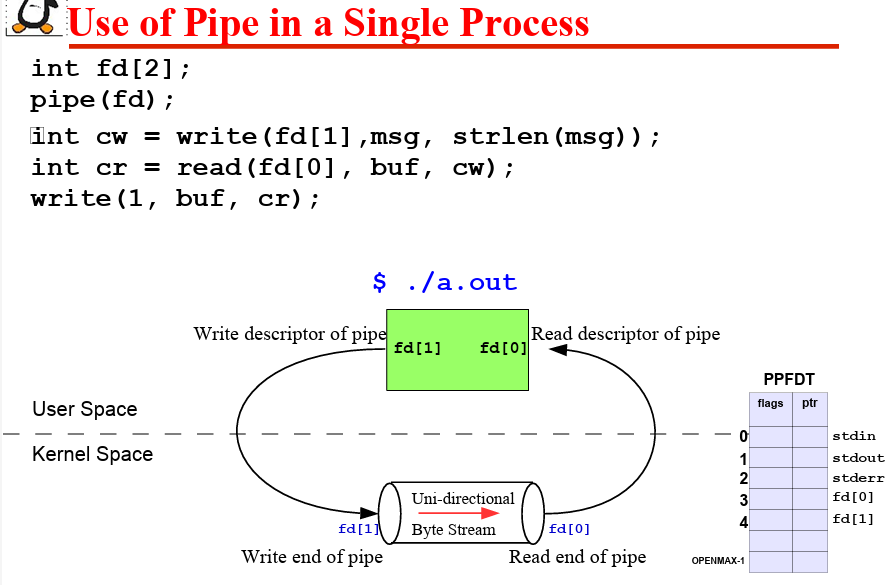 Use of Pipe in a Single Process
int fd[2];
pipe(fd);
int cw = write(fd[1],msg, strlen(msg));
int cr = read(fd[0], buf, cw);
write(1, buf, cr);
$ ./a.out
Write descriptor of pipe
fd[1]
fd[0]
Read descriptor of pipe
User Space
Kernel Space
Uni-directional
Byte Stream
fd[1]
fd[0]
Write end of pipe
Read end of pipe
PPFDT
flags ptr
0 stdin
1 stdout
2 stderr
3 fd[0]
4 fd[1]
OPENMAX-1